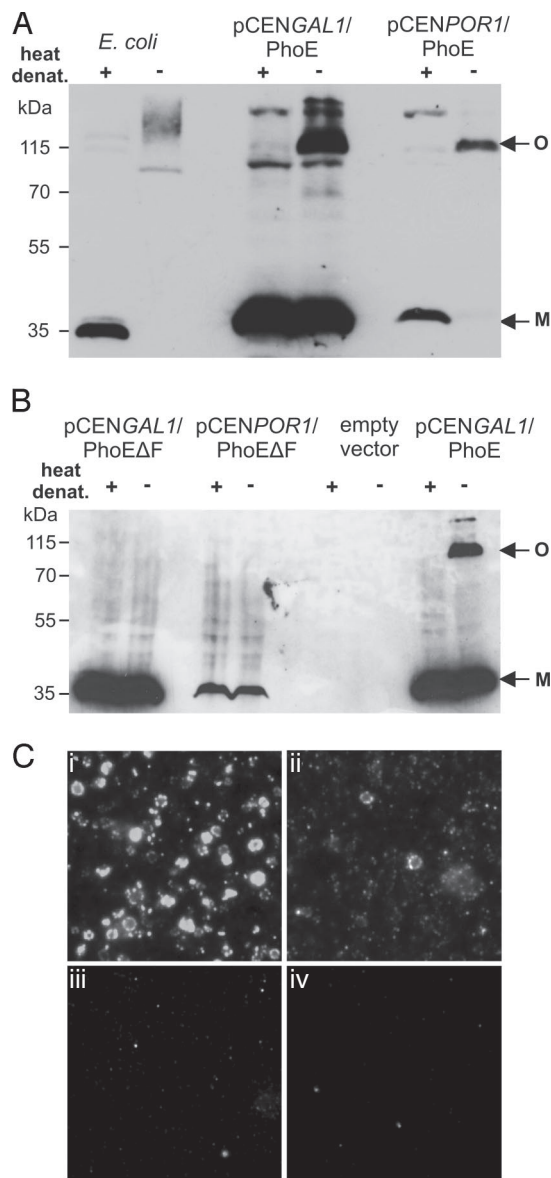 A
E. coli
pCENGAL1/
PhoE
pCENPOR1/
PhoE
heat
denat.
+ - + - + -
kDa
115
70
55
35
O
M
B
pCENGAL1/
PhoEΔF
pCENPOR1/
PhoEΔF
empty
vector
pCENGAL1/
PhoE
heat
denat.
+ - + - + - + -
kDa
115
70
55
35
O
M
C
i
ii
iii
iv